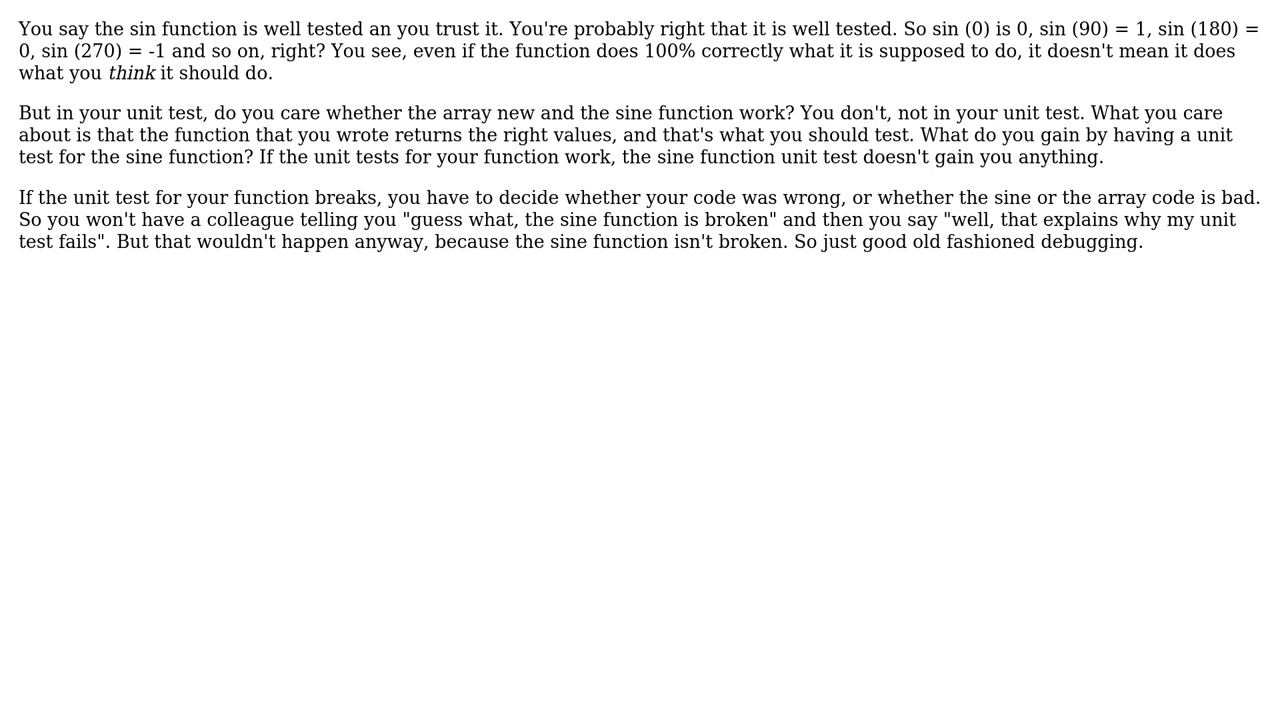 You say the sin function is well tested an you trust it. You're probably right that it is well tested. So sin (0) is 0, sin (90) = 1, sin (180) =
0, sin (270) = -1 and so on, right? You see, even if the function does 100% correctly what it is supposed to do, it doesn't mean it does
what you think it should do.
But in your unit test, do you care whether the array new and the sine function work? You don't, not in your unit test. What you care
about is that the function that you wrote returns the right values, and that's what you should test. What do you gain by having a unit
test for the sine function? If the unit tests for your function work, the sine function unit test doesn't gain you anything.
If the unit test for your function breaks, you have to decide whether your code was wrong, or whether the sine or the array code is bad.
So you won't have a colleague telling you "guess what, the sine function is broken" and then you say "well, that explains why my unit
test fails". But that wouldn't happen anyway, because the sine function isn't broken. So just good old fashioned debugging.